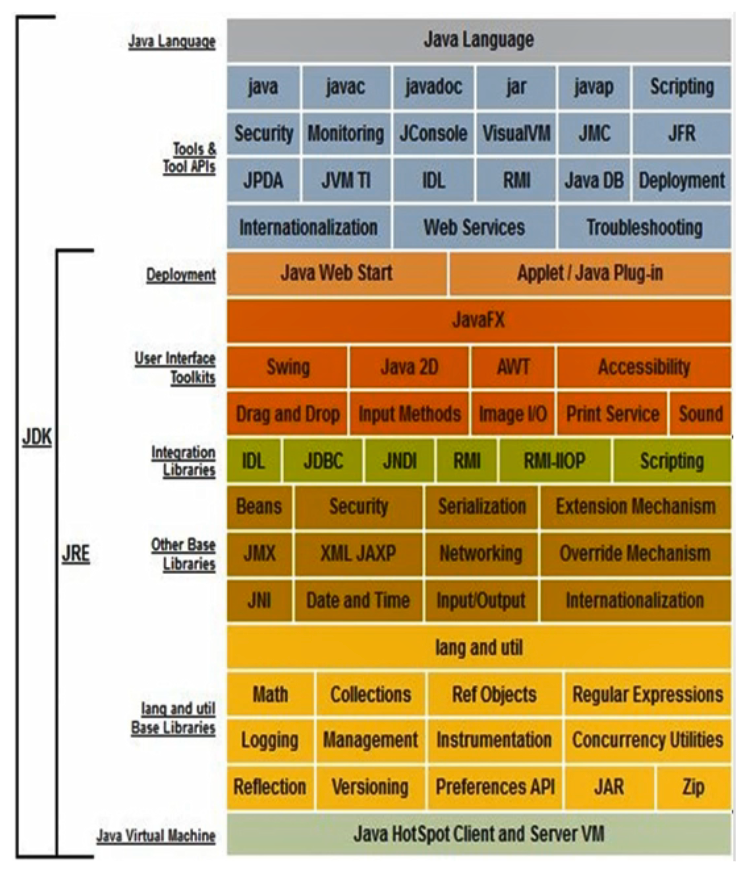 Java Language Java Language
java javac javadoc jar javap Scripting
Security Monitoring JConsole VisualVM JMC JFR
Tools &
Tool APIs
JPDA JVM TI IDL RMI Java DB Deployment
Internationalization Web Services Troubleshooting
Deployment Java Web Start Applet / Java Plug-in
JavaFX
User Interface
Toolkits
Swing Java 2D AWT Accessibility
Drag and Drop Input Methods Image I/O Print Service Sound
JDK
Integration
Libraries
IDL JDBC JNDI RMI RMI-IIOP Scripting
Beans Security Serialization Extension Mechanism
JRE
Other Base
Libraries
JMX XML JAXP Networking Override Mechanism
JNI Date and Time Input/Output Internationalization
lang and util
Math Collections Ref Objects Regular Expressions
lang and util
Base Libraries
Logging Management Instrumentation Concurrency Utilities
Reflection Versioning Preferences API JAR Zip
Java Virtual Machine Java HotSpot Client and Server VM